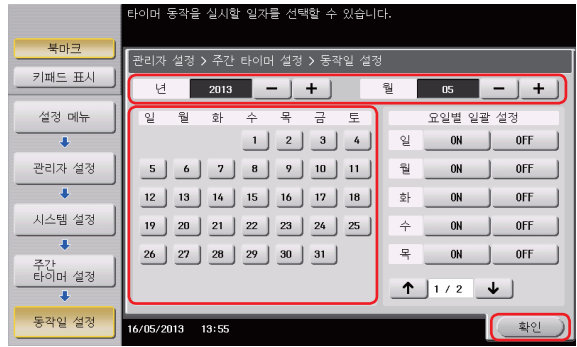 타이머 동작을 실시할 일자를 선택할 수 있습니다.
북마크
키패드 표시
설정 메뉴
관리자 설정
시스템 설정
주간
타이머 설정
동작일 설정
관리자 설정 > 주간 타이머 설정 > 동작일 설정
년 2013 − + 월 05 − +
일 월 화 수 목 금 토
1 2 3 4
5 6 7 8 9 10 11
12 13 14 15 16 17 18
19 20 21 22 23 24 25
26 27 28 29 30 31
요일별 일괄 설정
일 ON OFF
월 ON OFF
화 ON OFF
수 ON OFF
목 ON OFF
↑ 1 / 2 ↓
16/05/2013 13:55
확인